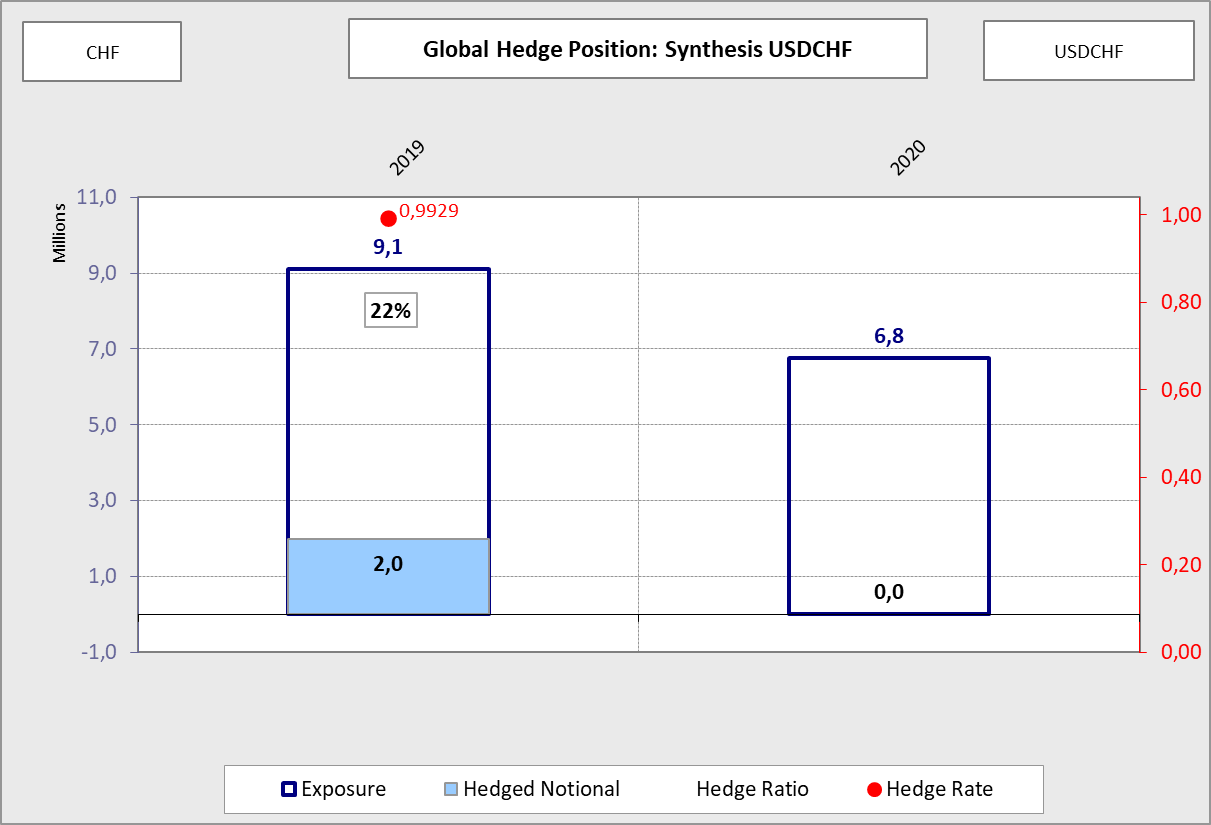 CHF
Global Hedge Position: Synthesis USDCHF
USDCHF
2019
2020
Millions
11,0
9,0
7,0
5,0
3,0
1,0
-1,0
0,9929
9,1
22%
2,0
6,8
0,0
1,00
0,80
0,60
0,40
0,20
0,00
Exposure
Hedged Notional
Hedge Ratio
Hedge Rate